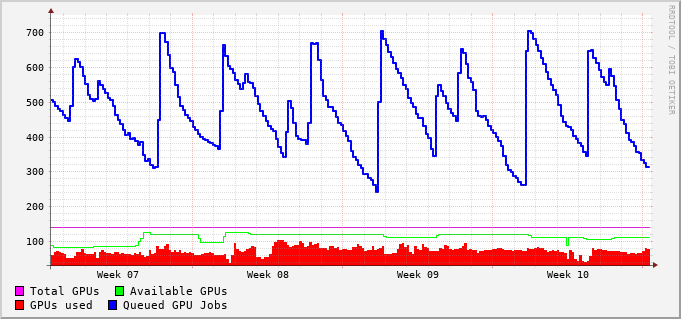 RRDTOOL / TOBI OETIKER
700
600
500
400
300
200
100
Week 07 Week 08 Week 09 Week 10
Total GPUs Available GPUs
GPUs used Queued GPU Jobs